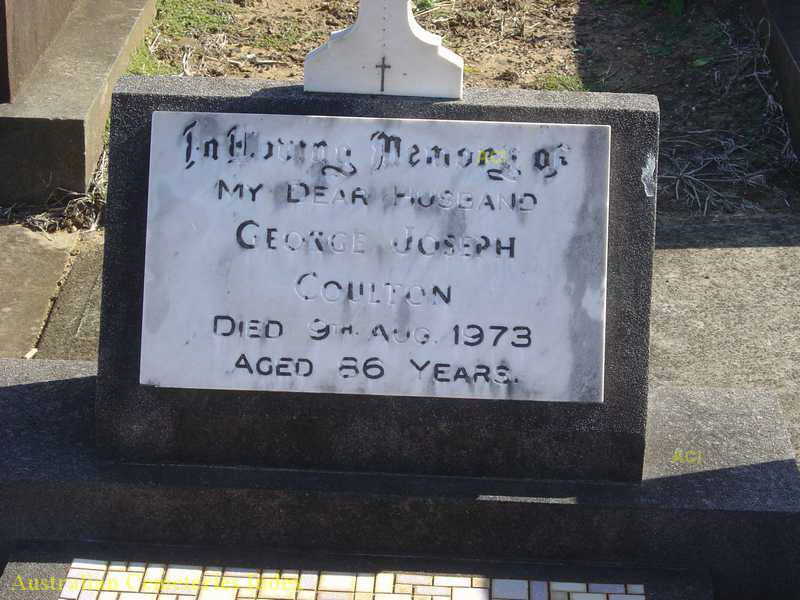 In Loving Memory of
MY DEAR HUSBAND
GEORGE JOSEPH
COULTON
DIED 9TH AUG. 1973
AGED 86 YEARS.
ACI
ACI
Australian Cemeteries Index